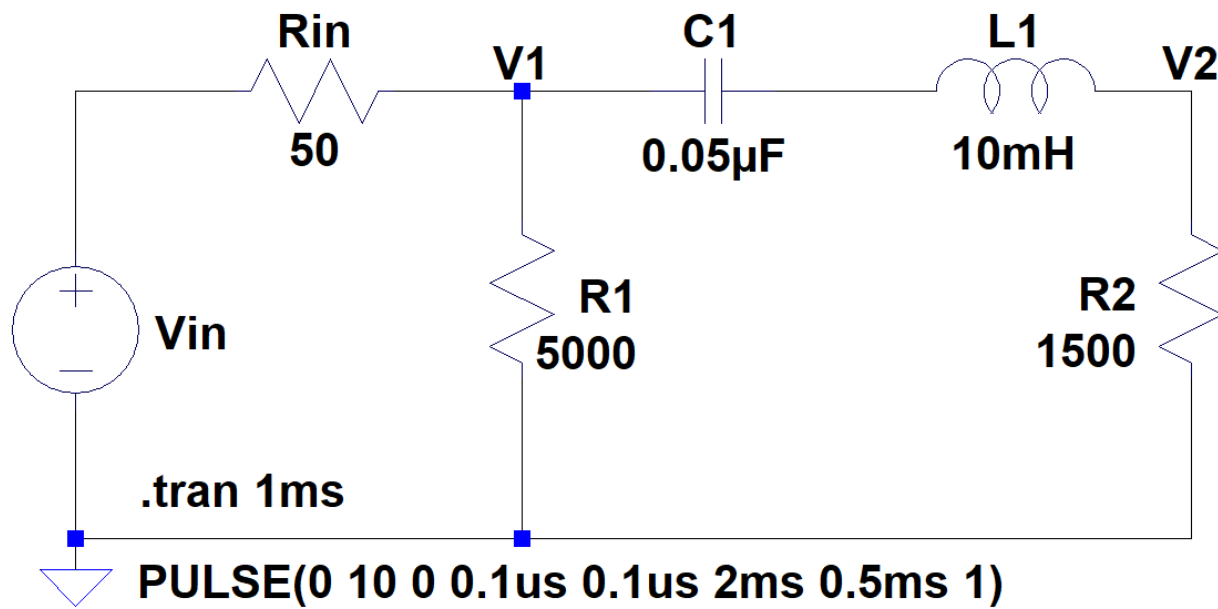 Rin
50
V1
C1
0.05µF
L1
10mH
V2
Vin
R1
5000
R2
1500
.tran 1ms
PULSE(0 10 0 0.1us 0.1us 2ms 0.5ms 1)